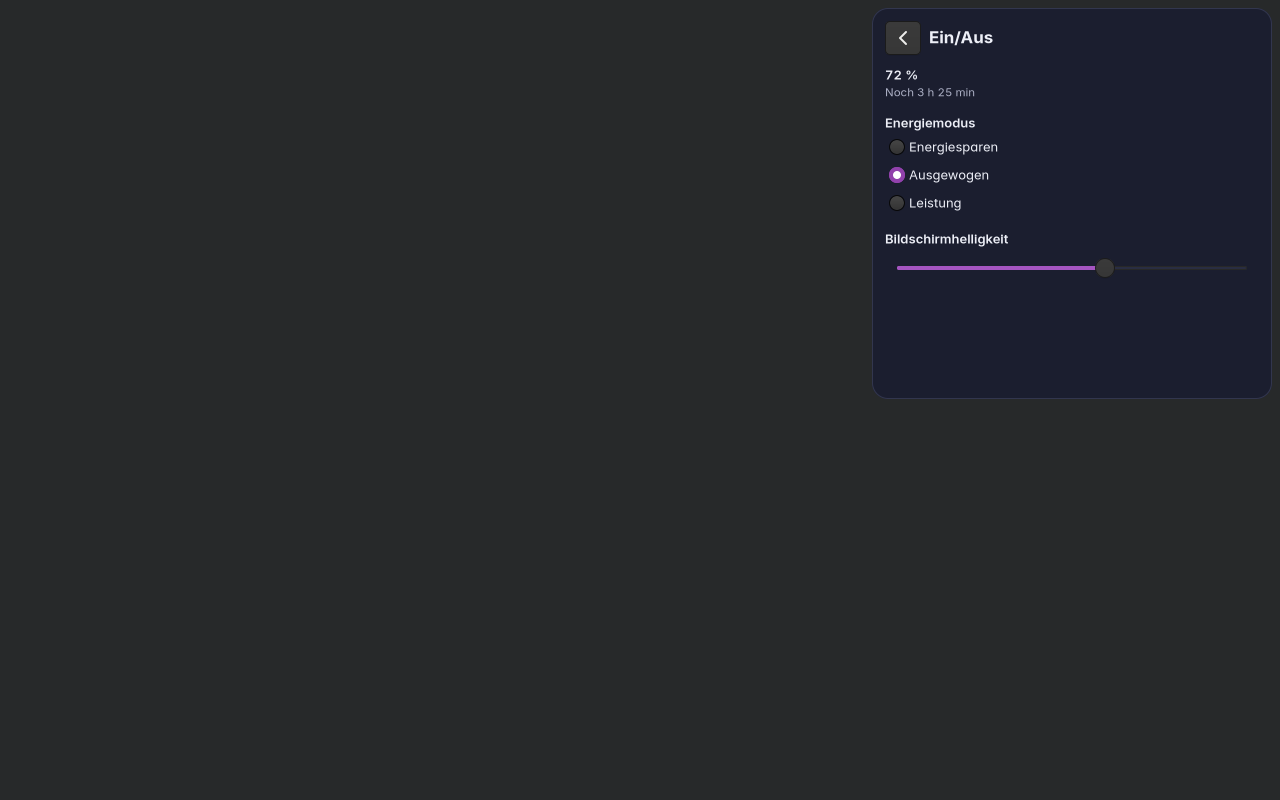 Ein/Aus
72 %
Noch 3 h 25 min
Energiemodus
Energiesparen
Ausgewogen
Leistung
Bildschirmhelligkeit